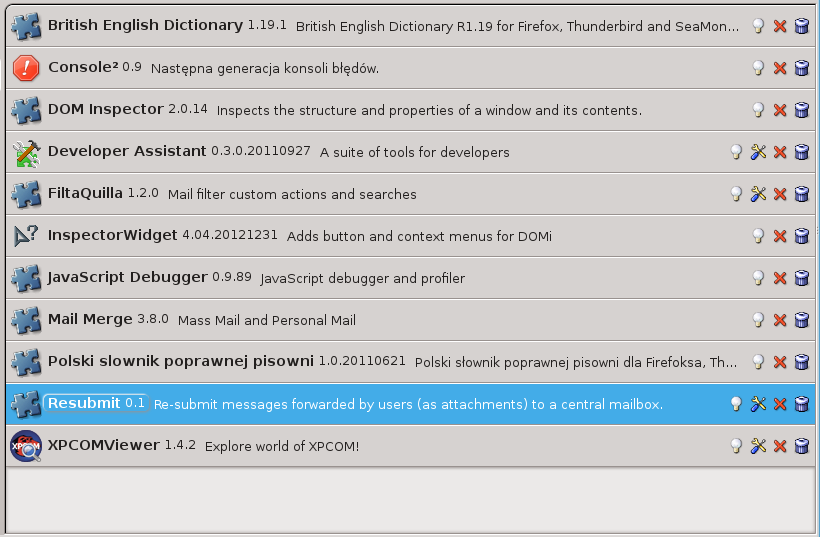 British English Dictionary 1.19.1 British English Dictionary R1.19 for Firefox, Thunderbird and SeaMon...
Console² 0.9 Następna generacja konsoli błędów.
DOM Inspector 2.0.14 Inspects the structure and properties of a window and its contents.
Developer Assistant 0.3.0.20110927 A suite of tools for developers
FiltaQuilla 1.2.0 Mail filter custom actions and searches
InspectorWidget 4.04.20121231 Adds button and context menus for DOMi
JavaScript Debugger 0.9.89 JavaScript debugger and profiler
Mail Merge 3.8.0 Mass Mail and Personal Mail
Polski slownik poprawnej pisowni 1.0.20110621 Polski słownik poprawnej pisowni dla Firefoksa, Th...
Resubmit 0.1 Re-submit messages forwarded by users (as attachments) to a central mailbox.
XPCOM XPCOMViewer 1.4.2 Explore world of XPCOM!